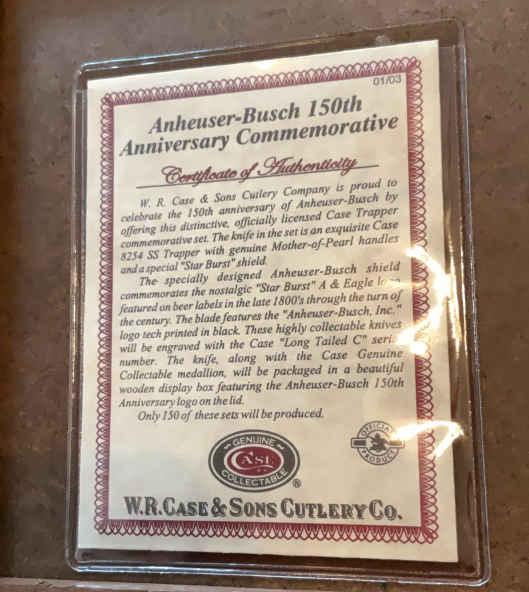 01/03
Anheuser-Busch 150th
Anniversary Commemorative
Certificate of Authenticity
W. R. Case & Sons Cutlery Company is proud to
celebrate the 150th anniversary of Anheuser-Busch by
offering this distinctive, officially licensed Case Trapper
commemorative set. The knife in the set is an exquisite Case
8254 SS Trapper with genuine Mother-of-Pearl handles
and a special "Star Burst" shield.
The specially designed Anheuser-Busch shield
commemorates the nostalgic "Star Burst" A & Eagle logo
featured on beer labels in the late 1800's through the turn of
the century. The blade features the "Anheuser-Busch, Inc."
logo tech printed in black. These highly collectable knives
will be engraved with the Case "Long Tailed C" serial
number. The knife, along with the Case Genuine
Collectable medallion, will be packaged in a beautiful
wooden display box featuring the Anheuser-Busch 150th
Anniversary logo on the lid.
Only 150 of these sets will be produced.
GENUINE
CASE
COLLECTABLE
®
OFFICIAL
PRODUCT
W.R. CASE & SONS CUTLERY CO.